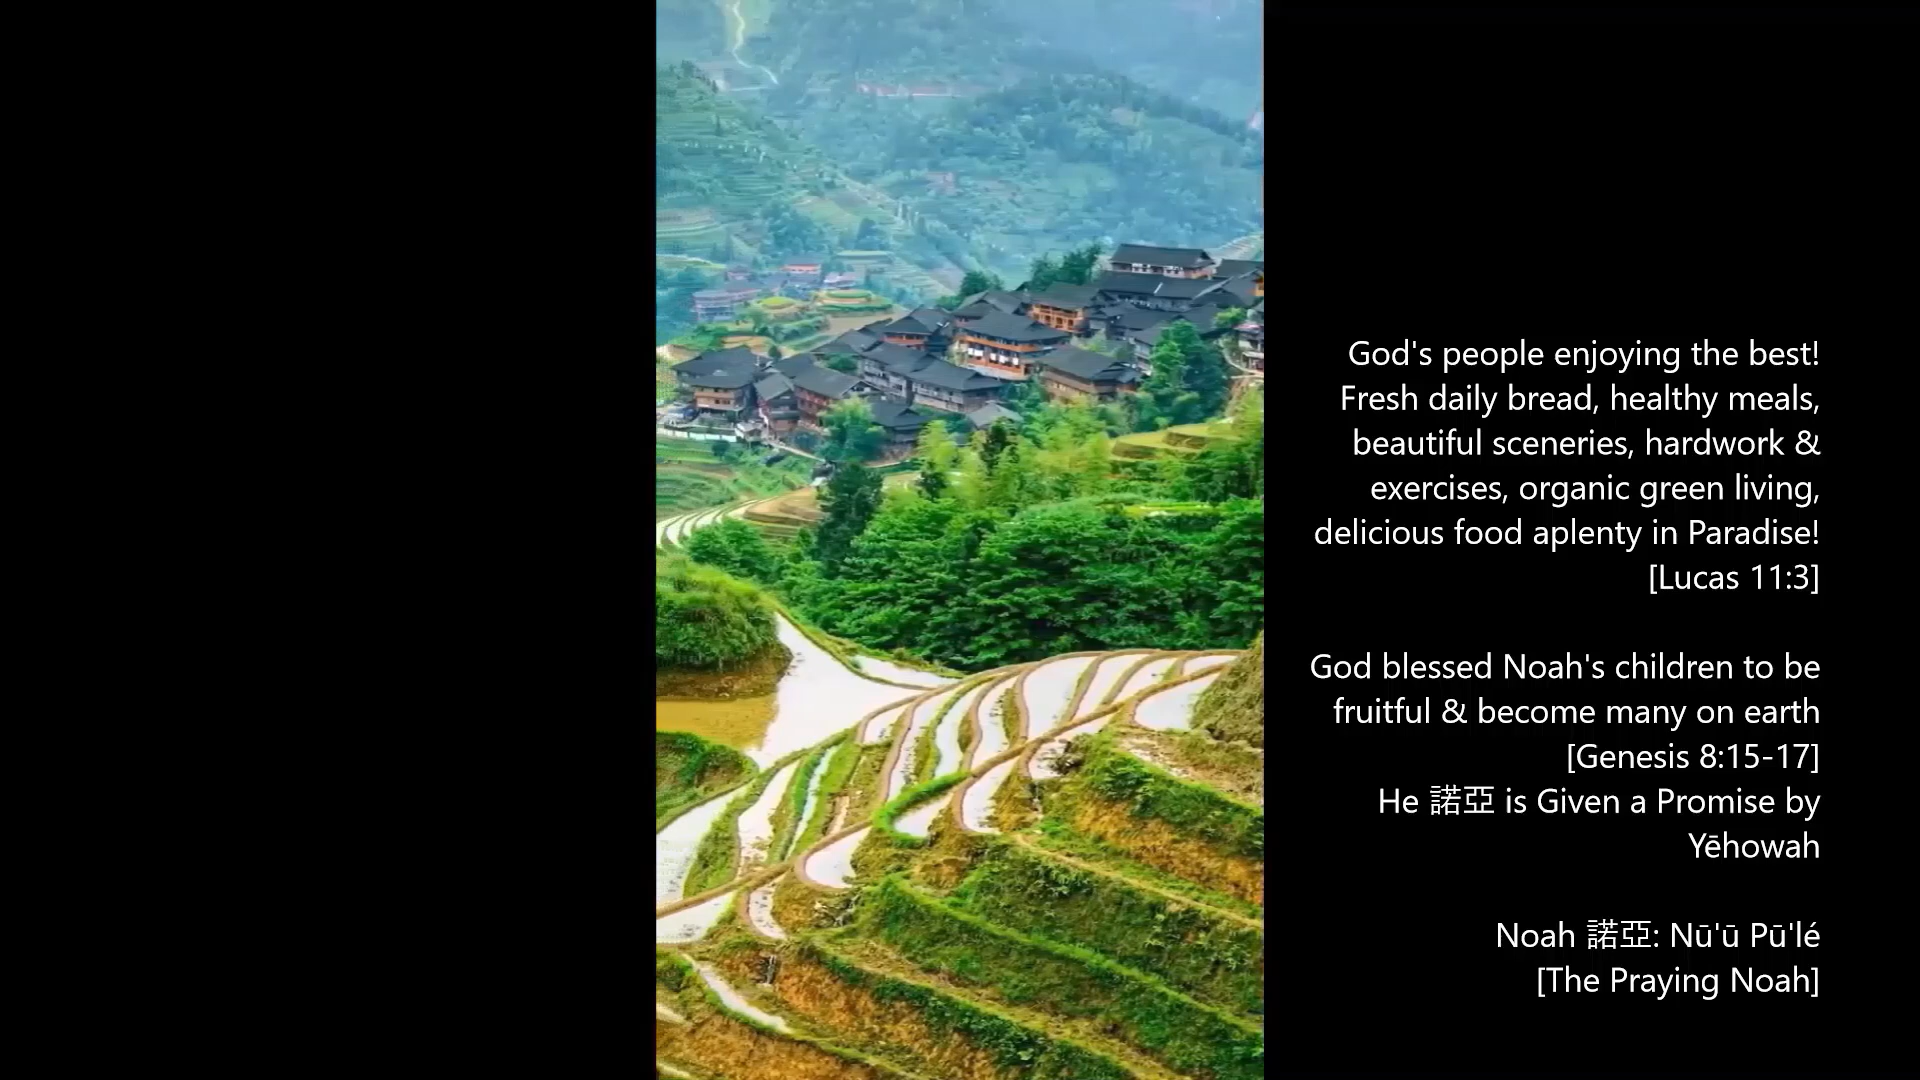 God's people enjoying the best!
Fresh daily bread, healthy meals,
beautiful sceneries, hardwork &
exercises, organic green living,
delicious food aplenty in Paradise!
[Lucas 11:3]
God blessed Noah's children to be
fruitful & become many on earth
[Genesis 8:15-17]
He 諾亞 is Given a Promise by
Yēhowah
Noah 諾亞: Nū'ū Pū'lé
[The Praying Noah]